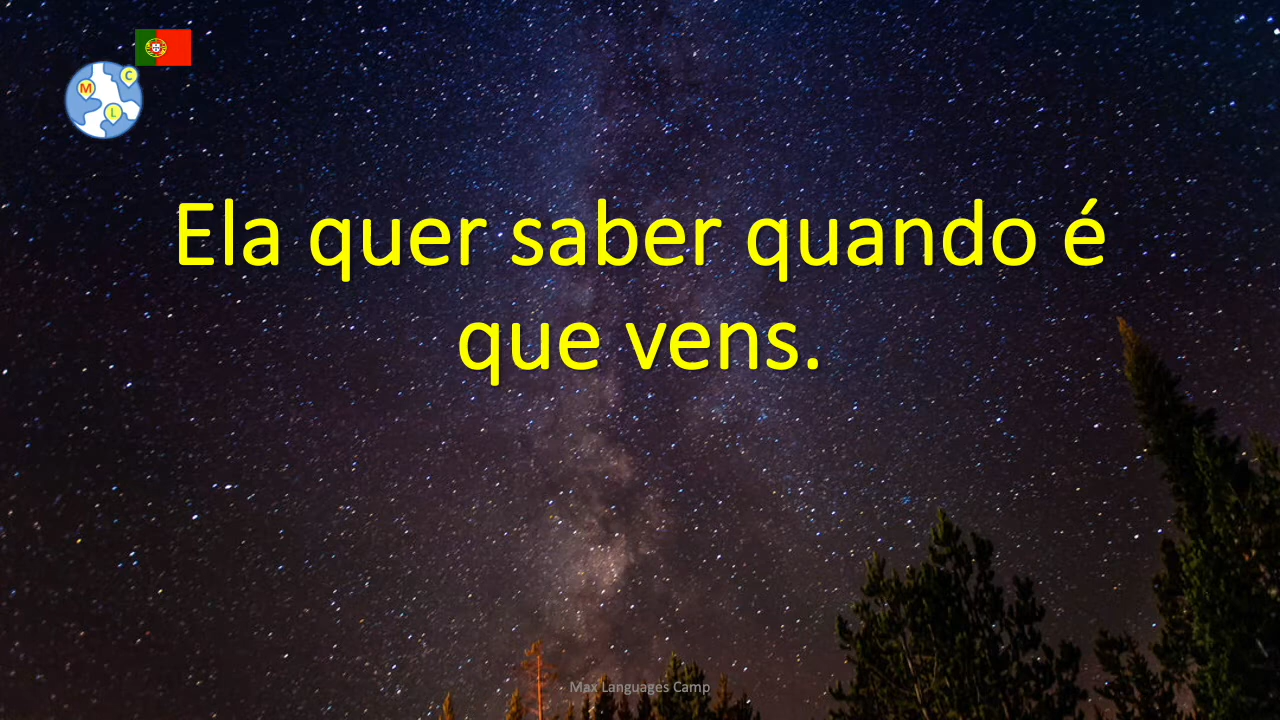 C
M
L
Ela quer saber quando é
que vens.
Max Languages Camp